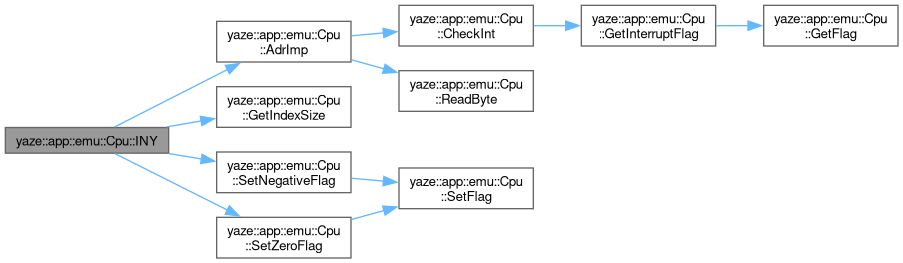 yaze::app::emu::Cpu::INY
yaze::app::emu::Cpu
::AdrImp
yaze::app::emu::Cpu
::GetIndexSize
yaze::app::emu::Cpu
::SetNegativeFlag
yaze::app::emu::Cpu
::SetZeroFlag
yaze::app::emu::Cpu
::CheckInt
yaze::app::emu::Cpu
::ReadByte
yaze::app::emu::Cpu
::SetFlag
yaze::app::emu::Cpu
::GetInterruptFlag
yaze::app::emu::Cpu
::GetFlag